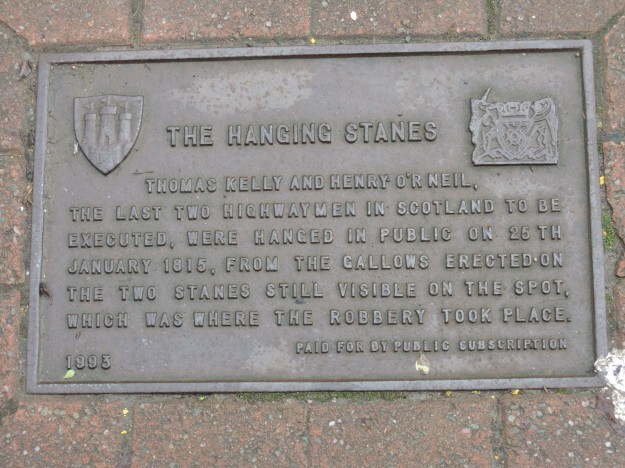 THE HANGING STANES
THOMAS KELLY AND HENRY O'R NEIL,
THE LAST TWO HIGHWAYMEN IN SCOTLAND TO BE
EXECUTED, WERE HANGED IN PUBLIC ON 25TH
JANUARY 1815, FROM THE GALLOWS ERECTED ON
THE TWO STANES STILL VISIBLE ON THE SPOT,
WHICH WAS WHERE THE ROBBERY TOOK PLACE.
PAID FOR BY PUBLIC SUBSCRIPTION
1993